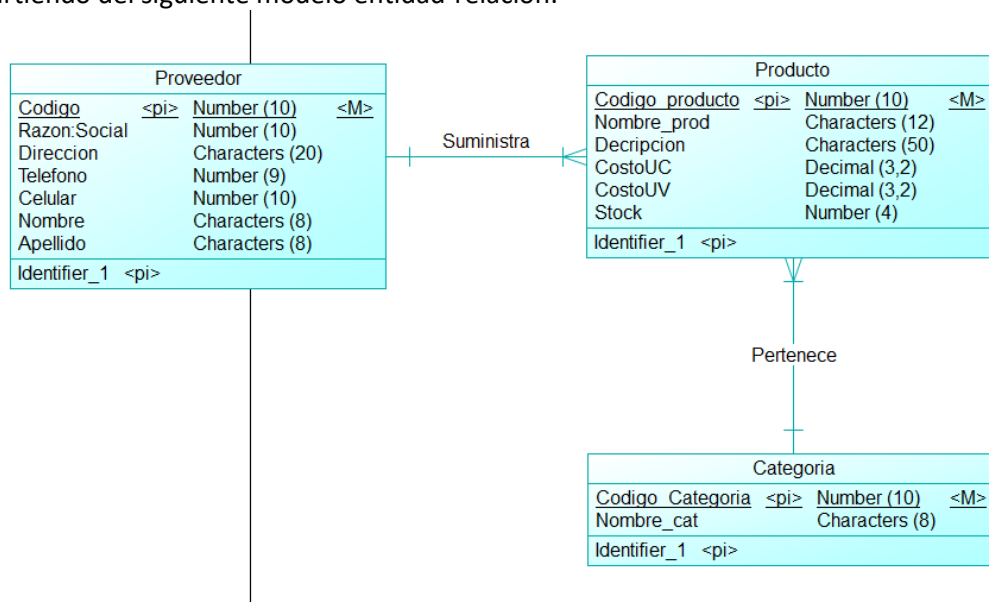 Proveedor
Codigo <pi> Number (10) <M>
Razon:Social Number (10)
Direccion Characters (20)
Telefono Number (9)
Celular Number (10)
Nombre Characters (8)
Apellido Characters (8)
Identifier_1 <pi>
Suministra
Producto
Codigo_producto <pi> Number (10) <M>
Nombre_prod Characters (12)
Decripcion Characters (50)
CostoUC Decimal (3,2)
CostoUV Decimal (3,2)
Stock Number (4)
Identifier_1 <pi>
Pertenece
Categoria
Codigo_Categoria <pi> Number (10) <M>
Nombre_cat Characters (8)
Identifier_1 <pi>